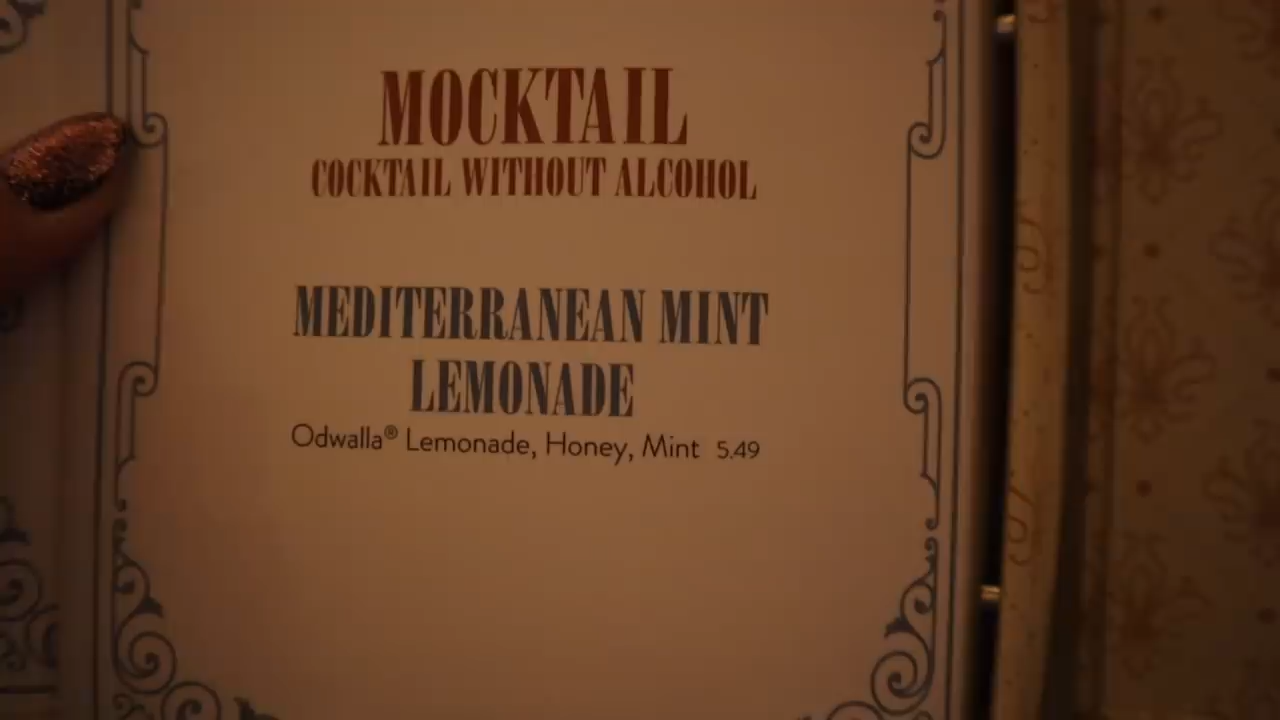 MOCKTAIL
COCKTAIL WITHOUT ALCOHOL
MEDITERRANEAN MINT
LEMONADE
Odwalla® Lemonade, Honey, Mint 5.49